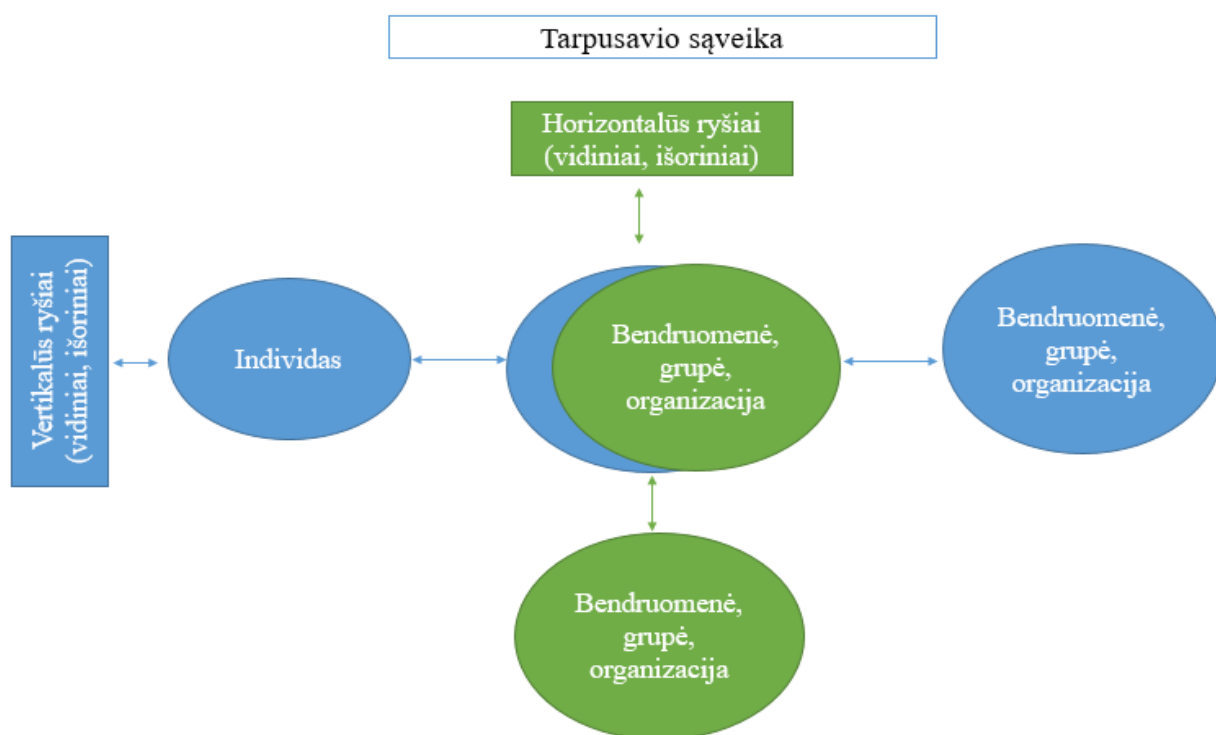 Tarpusavio sąveika
Horizontalūs ryšiai
(vidiniai, išoriniai)
Vertikalūs ryšiai
(vidiniai, išoriniai)
Individas
Bendruomenė,
grupė,
organizacija
Bendruomenė,
grupė,
organizacija
Bendruomenė,
grupė,
organizacija